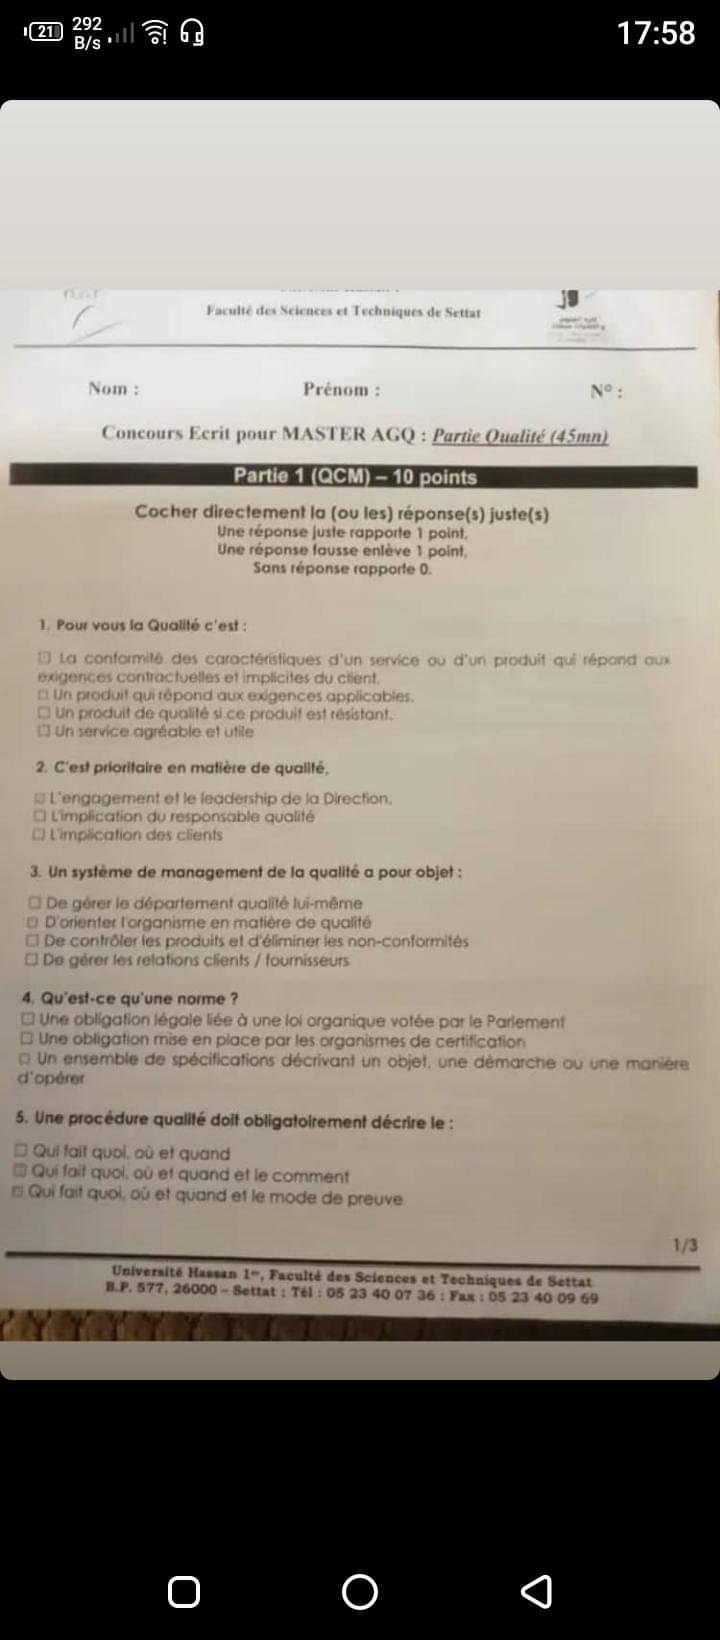 21
292
B/s
17:58
Faculté des Sciences et Techniques de Settat
Nom :
Prénom :
N° :
Concours Ecrit pour MASTER AGQ : Partie Qualité (45mn)
Partie 1 (QCM) – 10 points
Cocher directement la (ou les) réponse(s) juste(s)
Une réponse juste rapporte 1 point.
Une réponse fausse enlève 1 point.
Sans réponse rapporte 0.
1. Pour vous la Qualité c'est :
□ La conformité des caractéristiques d'un service ou d'un produit qui répond aux
exigences contractuelles et implicites du client.
□ Un produit qui répond aux exigences applicables.
□ Un produit de qualité si ce produit est résistant.
□ Un service agréable et utile
2. C'est prioritaire en matière de qualité.
□ L'engagement et le leadership de la Direction.
□ L'implication du responsable qualité
□ L'implication des clients
3. Un système de management de la qualité a pour objet :
□ De gérer le département qualité lui-même
□ D'orienter l'organisme en matière de qualité
□ De contrôler les produits et d'éliminer les non-conformités
□ De gérer les relations clients / fournisseurs
4. Qu'est-ce qu'une norme ?
□ Une obligation légale liée à une loi organique votée par le Parlement
□ Une obligation mise en place par les organismes de certification
□ Un ensemble de spécifications décrivant un objet, une démarche ou une manière
d'opérer
5. Une procédure qualité doit obligatoirement décrire le :
□ Qui fait quoi, où et quand
□ Qui fait quoi, où et quand et le comment
□ Qui fait quoi, où et quand et le mode de preuve
1/3
Université Hassan 1er, Faculté des Sciences et Techniques de Settat
B.P. 577, 26000 – Settat : Tél : 05 23 40 07 36 : Fax : 05 23 40 09 69